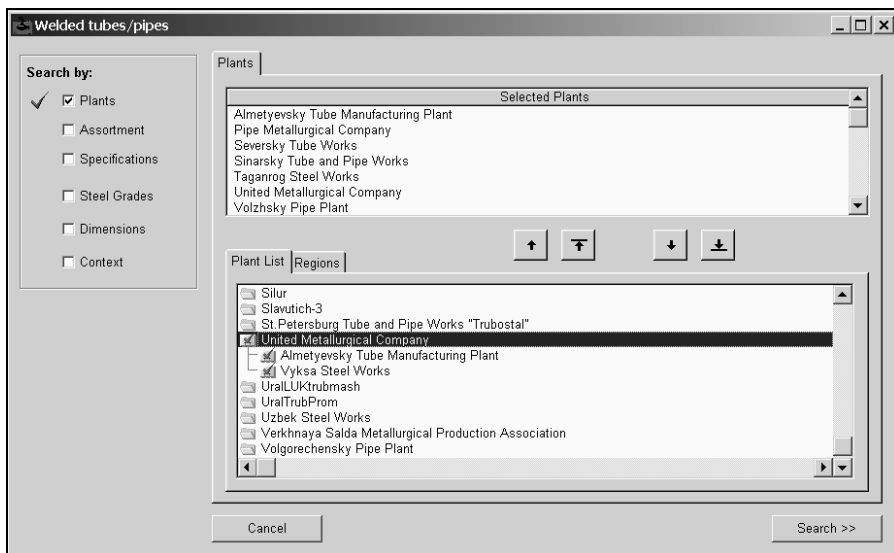 Welded tubes/pipes
Search by:
Plants
Assortment
Specifications
Steel Grades
Dimensions
Context
Plants
Selected Plants
Almetyevsky Tube Manufacturing Plant
Pipe Metallurgical Company
Seversky Tube Works
Sinarsky Tube and Pipe Works
Taganrog Steel Works
United Metallurgical Company
Volzhsky Pipe Plant
Plant List
Regions
Silur
Slavutich-3
St.Petersburg Tube and Pipe Works "Trubostal"
United Metallurgical Company
Almetyevsky Tube Manufacturing Plant
Vyksa Steel Works
UralLUKtrubmash
UralTrubProm
Uzbek Steel Works
Verkhnaya Salda Metallurgical Production Association
Volgorechensky Pipe Plant
Cancel
Search >>